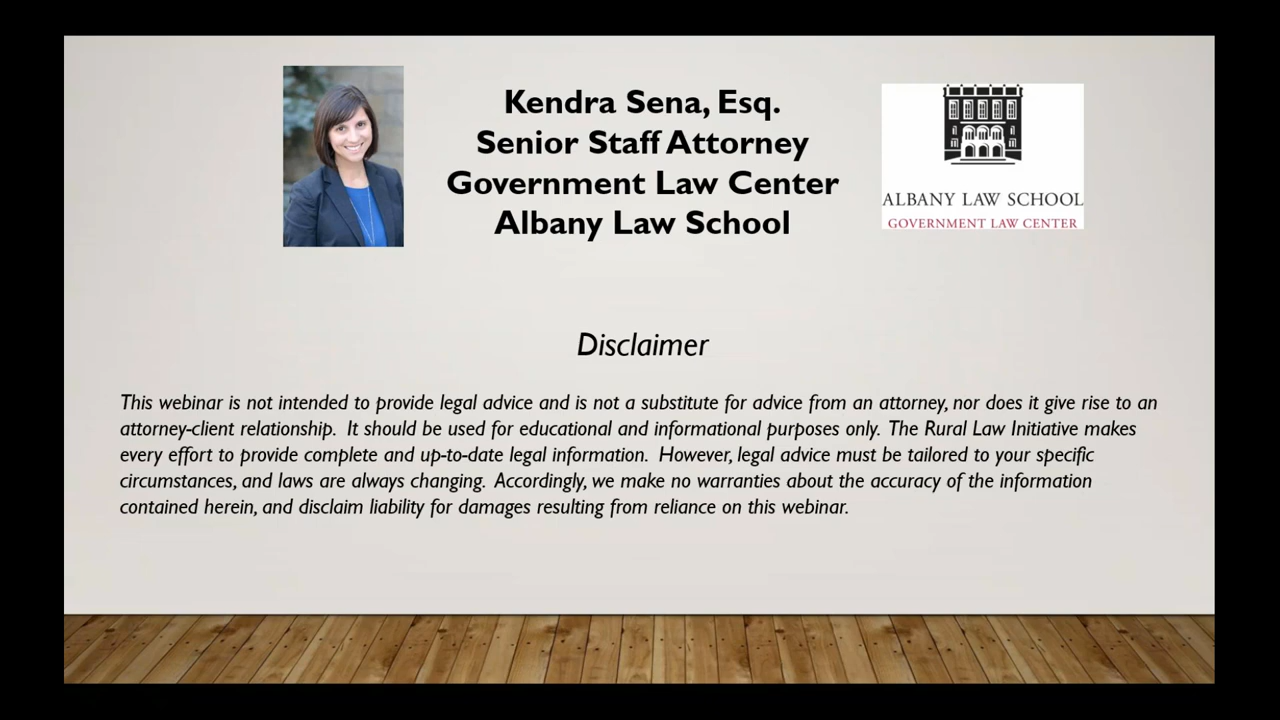 Kendra Sena, Esq.
Senior Staff Attorney
Government Law Center
Albany Law School
ALBANY LAW SCHOOL
GOVERNMENT LAW CENTER
Disclaimer
This webinar is not intended to provide legal advice and is not a substitute for advice from an attorney, nor does it give rise to an
attorney-client relationship.  It should be used for educational and informational purposes only.  The Rural Law Initiative makes
every effort to provide complete and up-to-date legal information.  However, legal advice must be tailored to your specific
circumstances, and laws are always changing.  Accordingly, we make no warranties about the accuracy of the information
contained herein, and disclaim liability for damages resulting from reliance on this webinar.